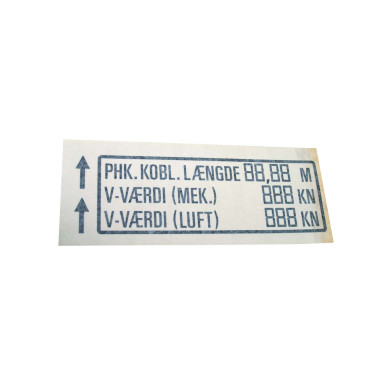 PHK. KOBL. LÆNGDE 88,88 M
V-VÆRDI (MEK.) 888 KN
V-VÆRDI (LUFT) 888 KN